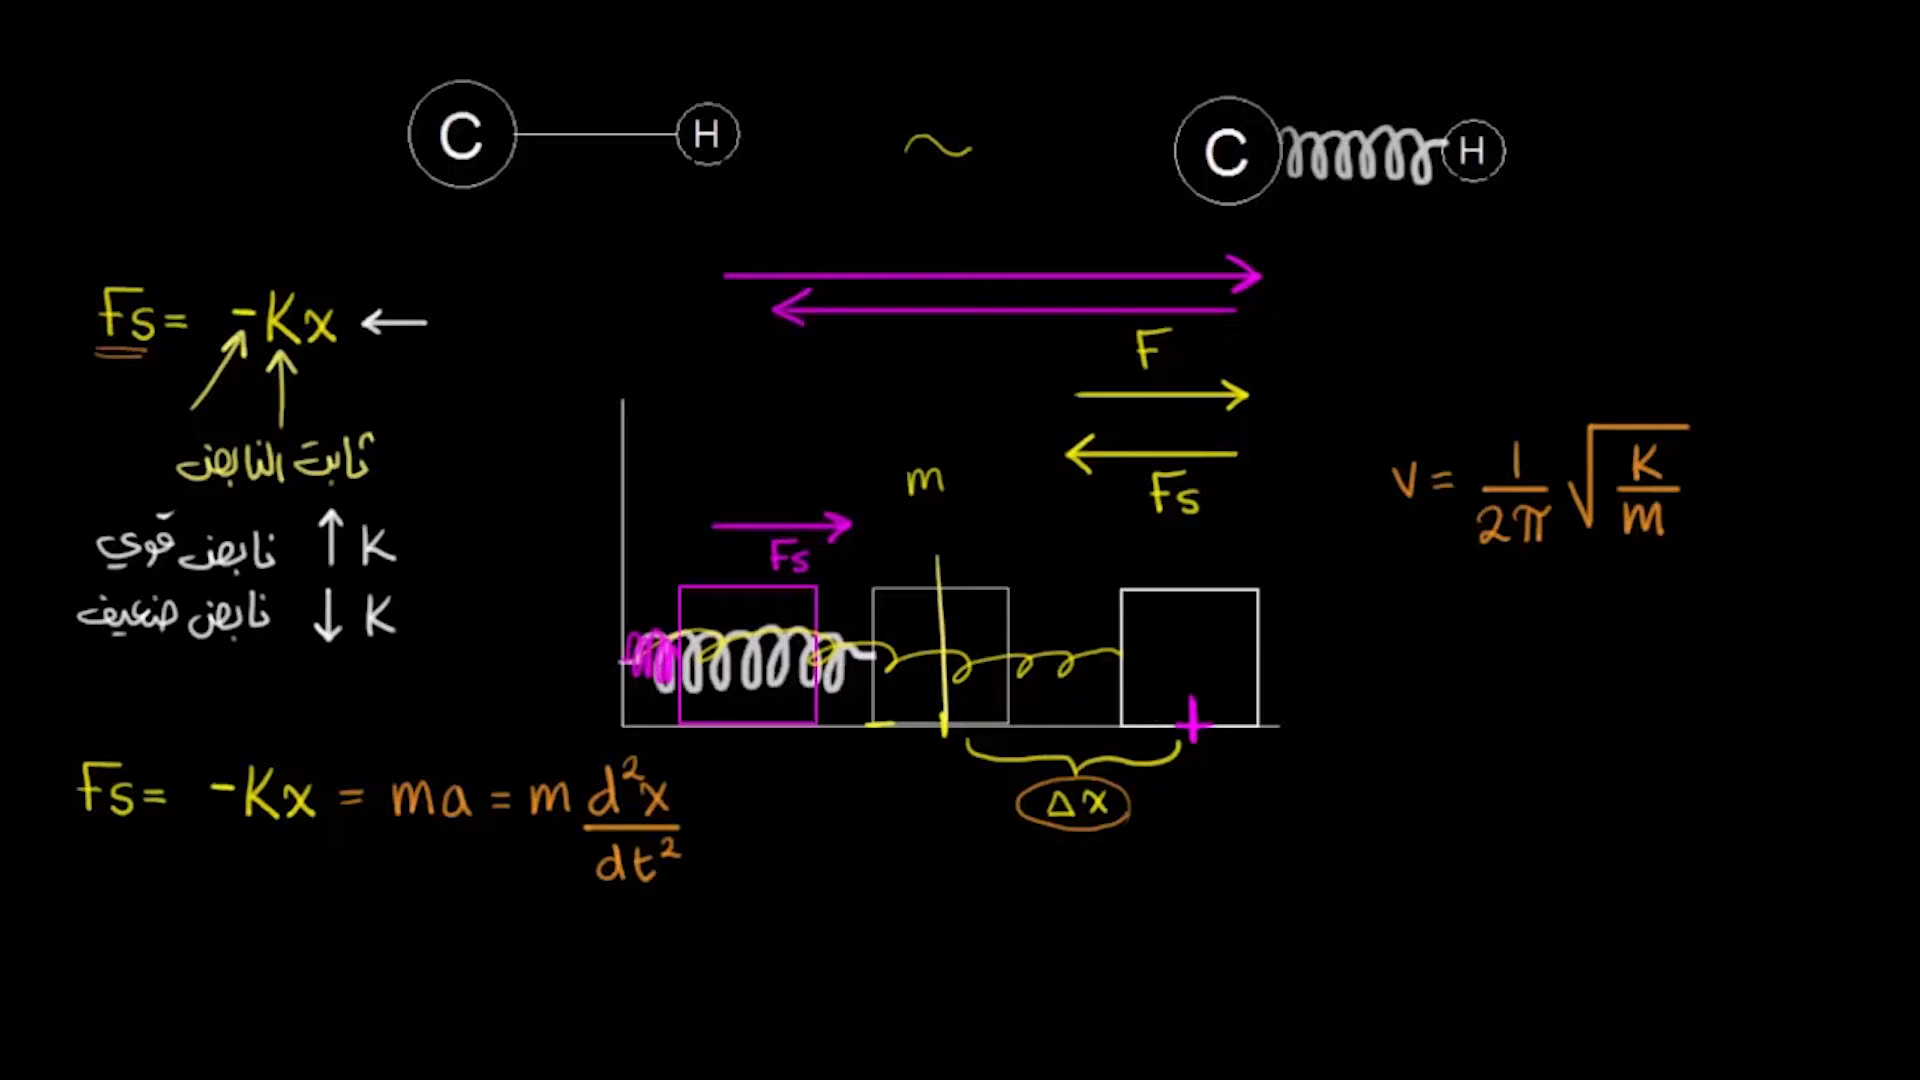 C H ~ C H
Fs = -Kx ←
ثابت النابض
نابض قوي ↑ K
نابض ضعيف ↓ K
F
Fs
m
Fs
v = 1/2π √K/m
+
Δx
Fs = -Kx = ma = m d²x/dt²